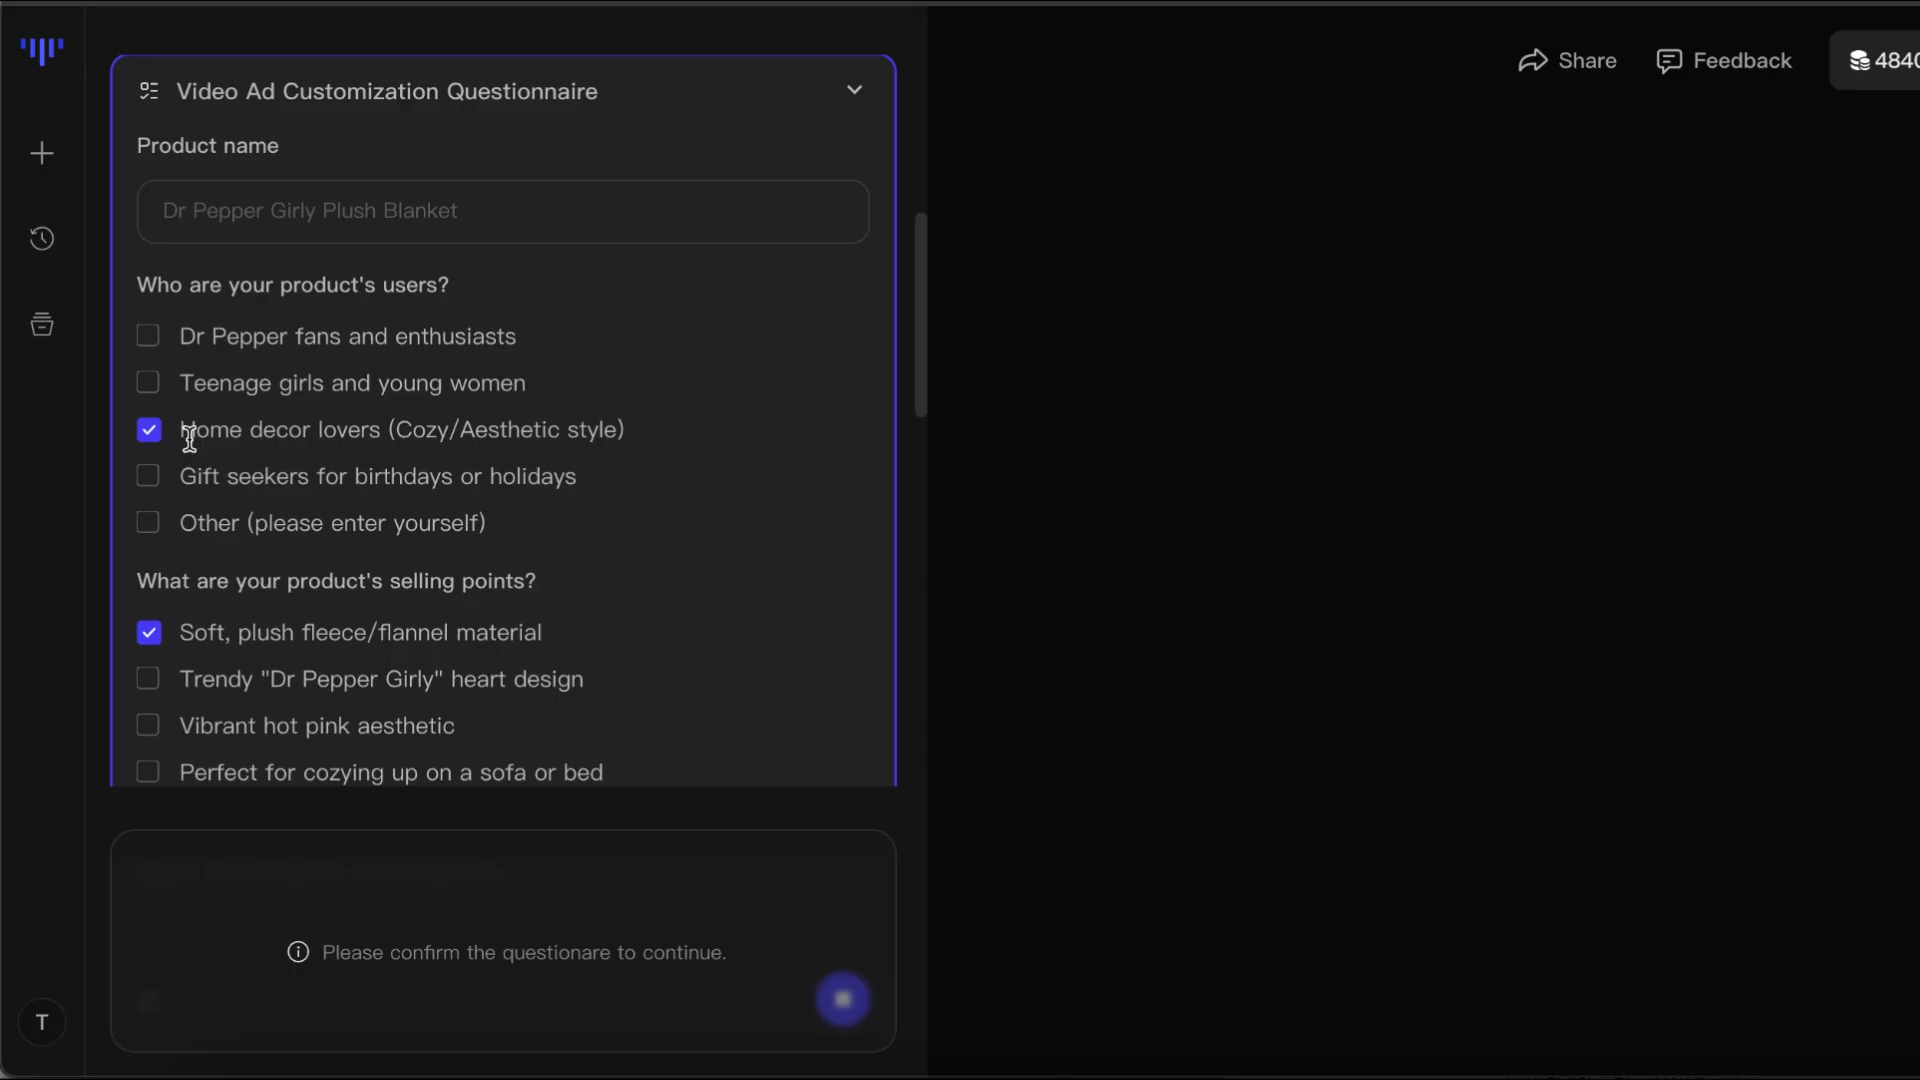 Share
Feedback
4840
Video Ad Customization Questionnaire
Product name
Dr Pepper Girly Plush Blanket
Who are your product's users?
Dr Pepper fans and enthusiasts
Teenage girls and young women
Home decor lovers (Cozy/Aesthetic style)
Gift seekers for birthdays or holidays
Other (please enter yourself)
What are your product's selling points?
Soft, plush fleece/flannel material
Trendy "Dr Pepper Girly" heart design
Vibrant hot pink aesthetic
Perfect for cozying up on a sofa or bed
Please confirm the questionare to continue.
T